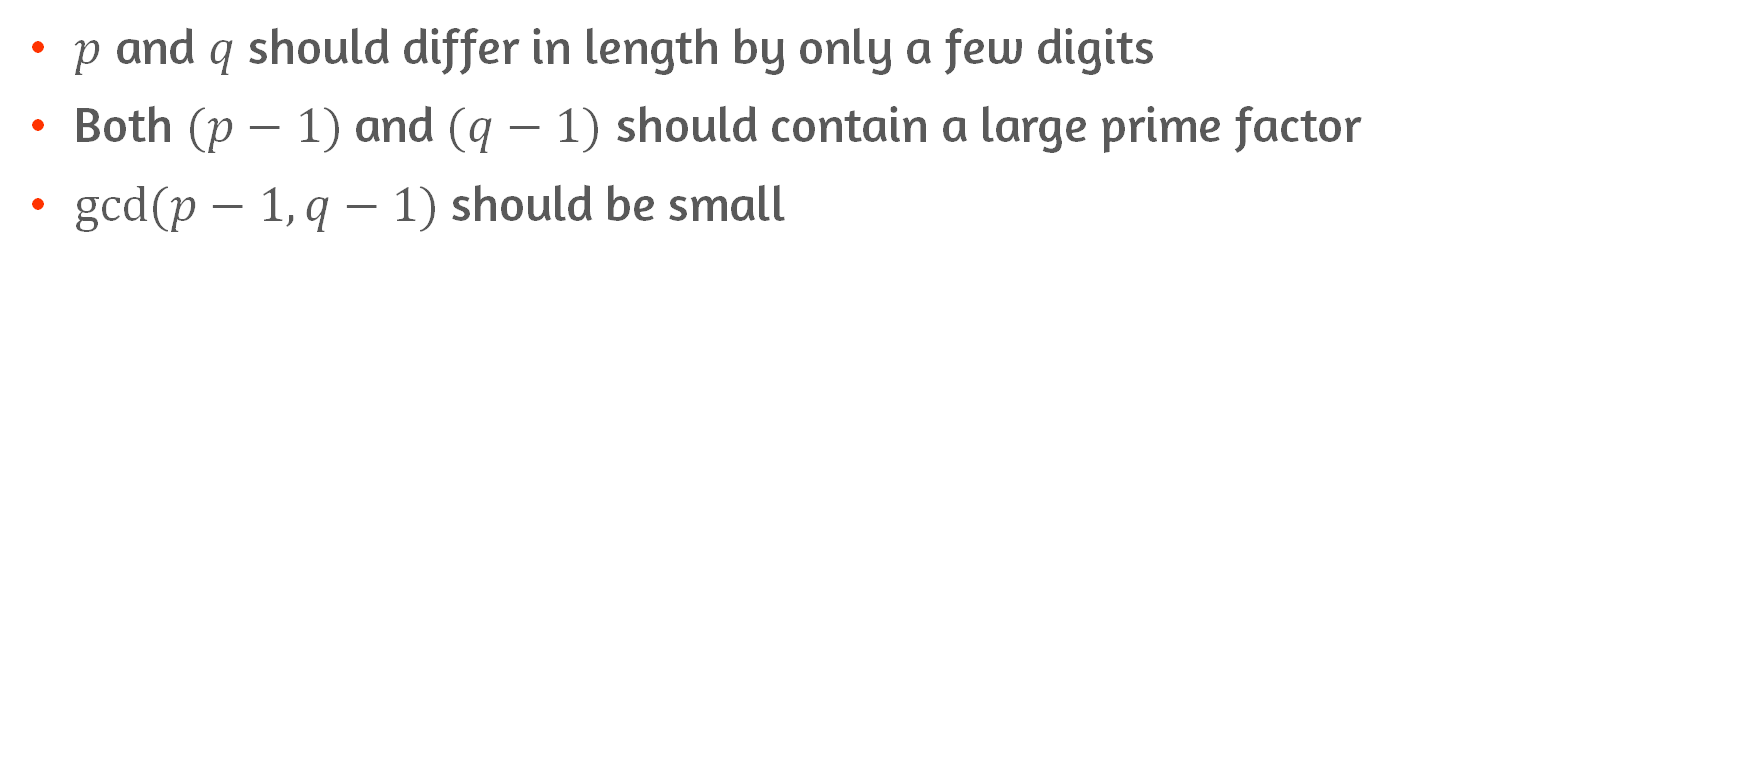 • p and q should differ in length by only a few digits
• Both (p − 1) and (q − 1) should contain a large prime factor
• gcd(p − 1, q − 1) should be small